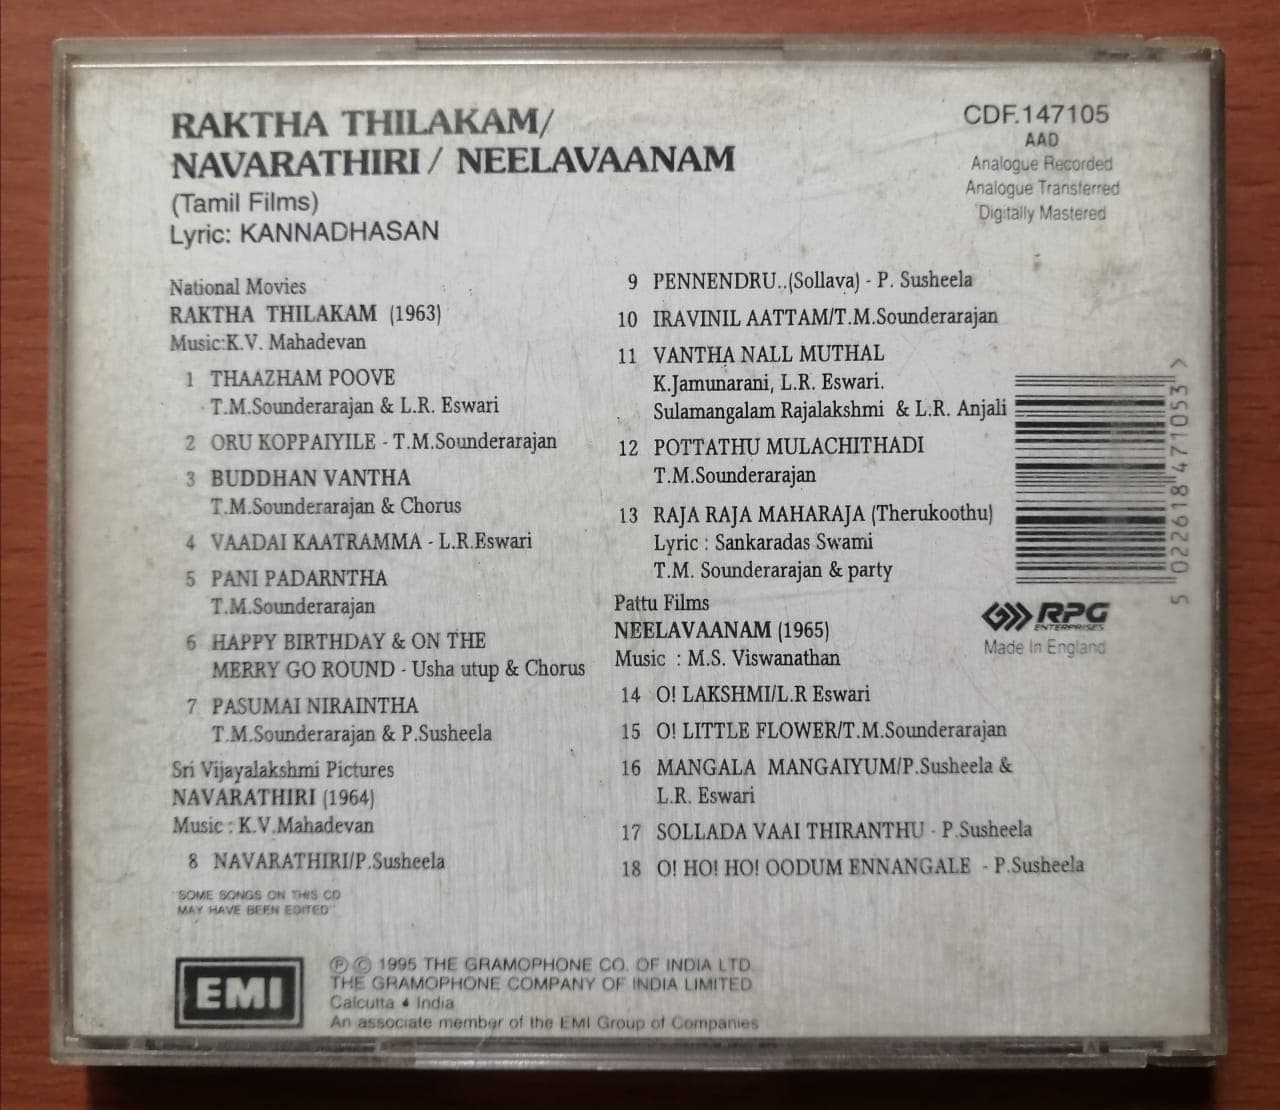 RAKTHA THILAKAM/
NAVARATHIRI / NEELAVAANAM
(Tamil Films)
Lyric: KANNADHASAN
CDF.147105
AAD
Analogue Recorded
Analogue Transferred
Digitally Mastered
National Movies
RAKTHA THILAKAM (1963)
Music:K.V. Mahadevan
1 THAAZHAM POOVE
T.M.Sounderarajan & L.R. Eswari
2 ORU KOPPAIYILE - T.M.Sounderarajan
3 BUDDHAN VANTHA
T.M.Sounderarajan & Chorus
4 VAADAI KAATRAMMA - L.R.Eswari
5 PANI PADARNTHA
T.M.Sounderarajan
6 HAPPY BIRTHDAY & ON THE
MERRY GO ROUND - Usha utup & Chorus
7 PASUMAI NIRAINTHA
T.M.Sounderarajan & P.Susheela
Sri Vijayalakshmi Pictures
NAVARATHIRI (1964)
Music : K.V.Mahadevan
8 NAVARATHIRI/P.Susheela
"SOME SONGS ON THIS CD
MAY HAVE BEEN EDITED"
9 PENNENDRU..(Sollava) - P. Susheela
10 IRAVINIL AATTAM/T.M.Sounderarajan
11 VANTHA NALL MUTHAL
K.Jamunarani, L.R. Eswari.
Sulamangalam Rajalakshmi & L.R. Anjali
12 POTTATHU MULACHITHADI
T.M.Sounderarajan
13 RAJA RAJA MAHARAJA (Therukoothu)
Lyric : Sankaradas Swami
T.M. Sounderarajan & party
Pattu Films
NEELAVAANAM (1965)
Music : M.S. Viswanathan
14 O! LAKSHMI/L.R Eswari
15 O! LITTLE FLOWER/T.M.Sounderarajan
16 MANGALA MANGAIYUM/P.Susheela &
L.R. Eswari
17 SOLLADA VAAI THIRANTHU - P.Susheela
18 O! HO! HO! OODUM ENNANGALE - P.Susheela
5 022618 471053 >
RPG
ENTERPRISES
Made In England
EMI
Ⓟ © 1995 THE GRAMOPHONE CO. OF INDIA LTD.
THE GRAMOPHONE COMPANY OF INDIA LIMITED
Calcutta • India
An associate member of the EMI Group of Companies